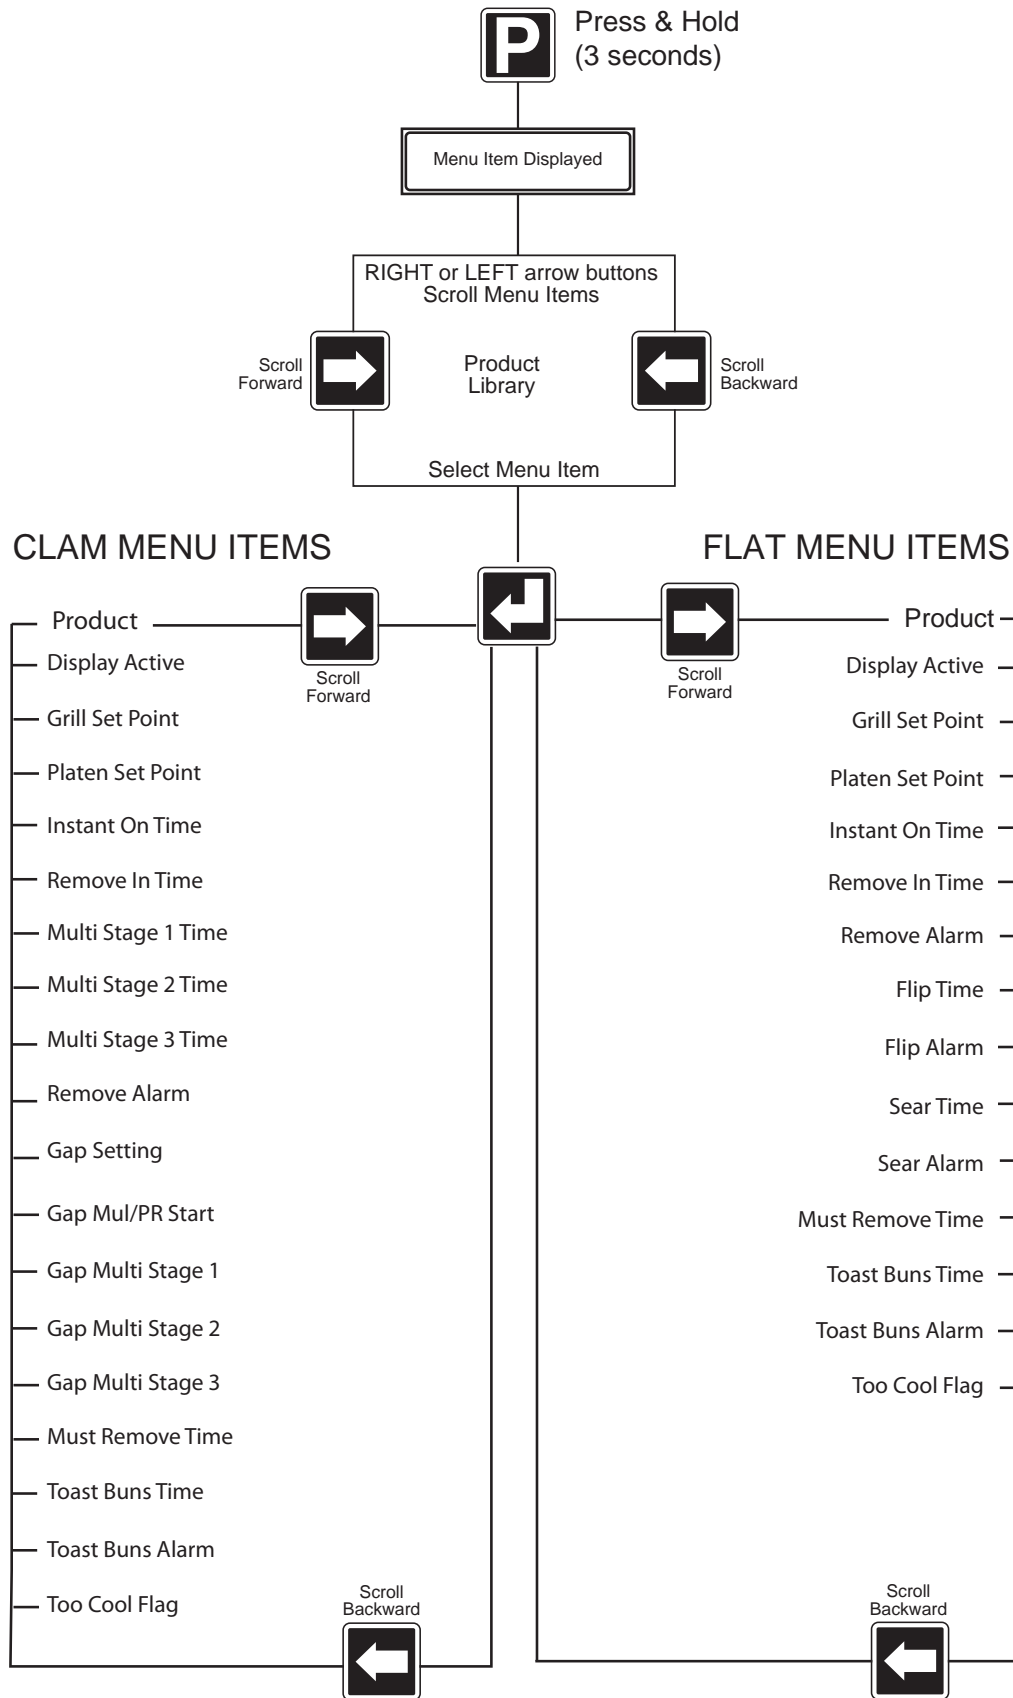 P
Press & Hold
(3 seconds)
Menu Item Displayed
RIGHT or LEFT arrow buttons
Scroll Menu Items
Scroll
Forward
Product
Library
Scroll
Backward
Select Menu Item
CLAM MENU ITEMS
Product
Scroll
Forward
Display Active
Grill Set Point
Platen Set Point
Instant On Time
Remove In Time
Multi Stage 1 Time
Multi Stage 2 Time
Multi Stage 3 Time
Remove Alarm
Gap Setting
Gap Mul/PR Start
Gap Multi Stage 1
Gap Multi Stage 2
Gap Multi Stage 3
Must Remove Time
Toast Buns Time
Toast Buns Alarm
Too Cool Flag
Scroll
Backward
FLAT MENU ITEMS
Scroll
Forward
Product
Display Active
Grill Set Point
Platen Set Point
Instant On Time
Remove In Time
Remove Alarm
Flip Time
Flip Alarm
Sear Time
Sear Alarm
Must Remove Time
Toast Buns Time
Toast Buns Alarm
Too Cool Flag
Scroll
Backward